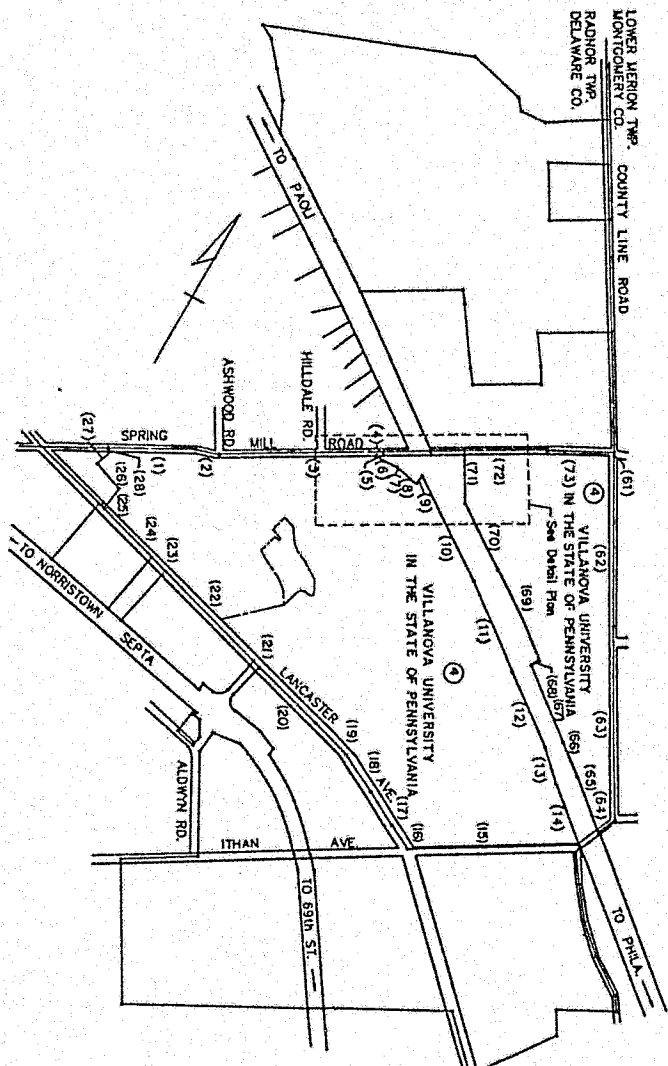 LOWER MERION TWP.
MONTGOMERY CO.
RADNOR TWP.
DELAWARE CO.
COUNTY LINE ROAD
TO PAOLI
ASHWOOD RD.
HILLDALE RD.
SPRING MILL ROAD
(27)
(26)
(25)
(28)
(1)
(2)
(3)
(4)
(5)
(6)
(7)
(8)
(9)
(71)
(72)
(61)
(73)
4
VILLANOVA UNIVERSITY
IN THE STATE OF PENNSYLVANIA
See Detail Plan
(62)
(63)
(70)
(69)
(68)
(67)
(66)
(65)
(64)
(10)
(11)
(12)
(13)
(14)
VILLANOVA UNIVERSITY
IN THE STATE OF PENNSYLVANIA
4
(24)
(23)
(22)
(21)
(20)
(19)
(18)
(17)
(16)
(15)
LANCASTER AVE.
TO NORRISTOWN
SEPTA
ALDWYN RD.
ITHAN AVE.
TO 69th ST.
TO PHILA.